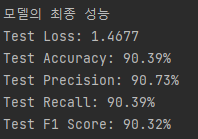 모델의 최종 성능
Test Loss: 1.4677
Test Accuracy: 90.39%
Test Precision: 90.73%
Test Recall: 90.39%
Test F1 Score: 90.32%